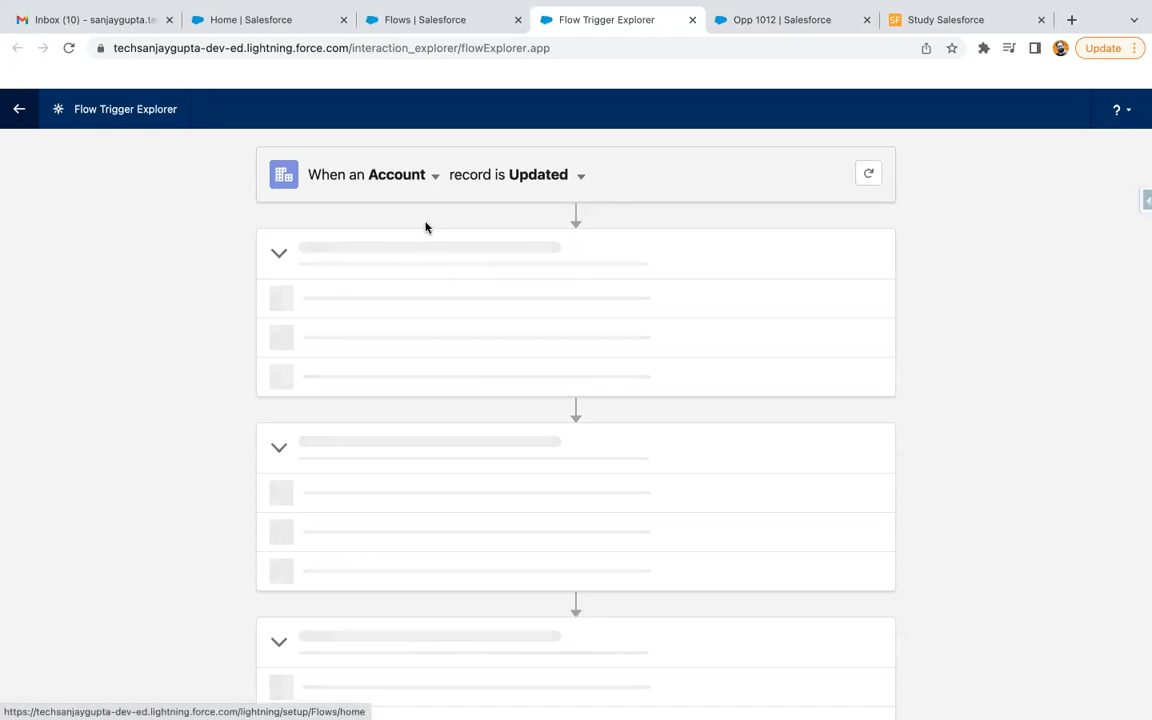 Inbox (10) - sanjaygupta.te
Home | Salesforce
Flows | Salesforce
Flow Trigger Explorer
Opp 1012 | Salesforce
SF Study Salesforce
techsanjaygupta-dev-ed.lightning.force.com/interaction_explorer/flowExplorer.app
Update
Flow Trigger Explorer
?
When an Account record is Updated
https://techsanjaygupta-dev-ed.lightning.force.com/lightning/setup/Flows/home